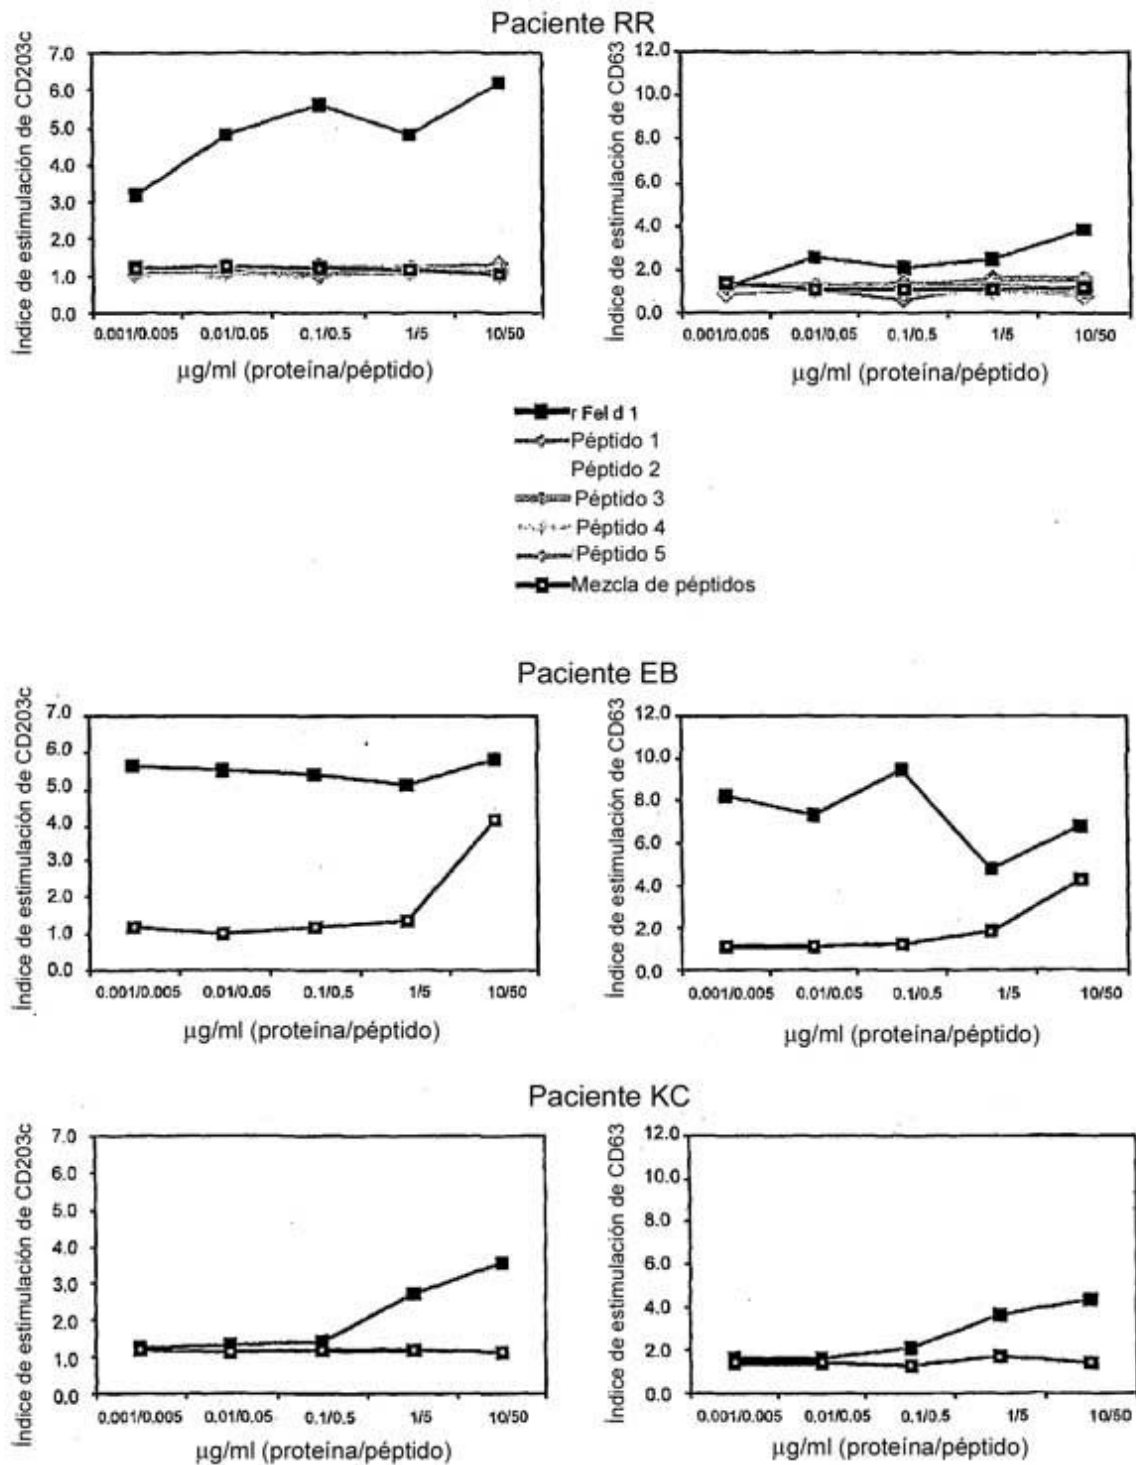 Paciente RR
Índice de estimulación de CD203c
7.0
6.0
5.0
4.0
3.0
2.0
1.0
0.0
0.001/0.005 0.01/0.05 0.1/0.5 1/5 10/50
µg/ml (proteína/péptido)
Índice de estimulación de CD63
12.0
10.0
8.0
6.0
4.0
2.0
0.0
0.001/0.005 0.01/0.05 0.1/0.5 1/5 10/50
µg/ml (proteína/péptido)
r Fel d 1
Péptido 1
Péptido 2
Péptido 3
Péptido 4
Péptido 5
Mezcla de péptidos
Paciente EB
Índice de estimulación de CD203c
7.0
6.0
5.0
4.0
3.0
2.0
1.0
0.0
0.001/0.005 0.01/0.05 0.1/0.5 1/5 10/50
µg/ml (proteína/péptido)
Índice de estimulación de CD63
12.0
10.0
8.0
6.0
4.0
2.0
0.0
0.001/0.005 0.01/0.05 0.1/0.5 1/5 10/50
µg/ml (proteína/péptido)
Paciente KC
Índice de estimulación de CD203c
7.0
6.0
5.0
4.0
3.0
2.0
1.0
0.0
0.001/0.005 0.01/0.05 0.1/0.5 1/5 10/50
µg/ml (proteína/péptido)
Índice de estimulación de CD63
12.0
10.0
8.0
6.0
4.0
2.0
0.0
0.001/0.005 0.01/0.05 0.1/0.5 1/5 10/50
µg/ml (proteína/péptido)